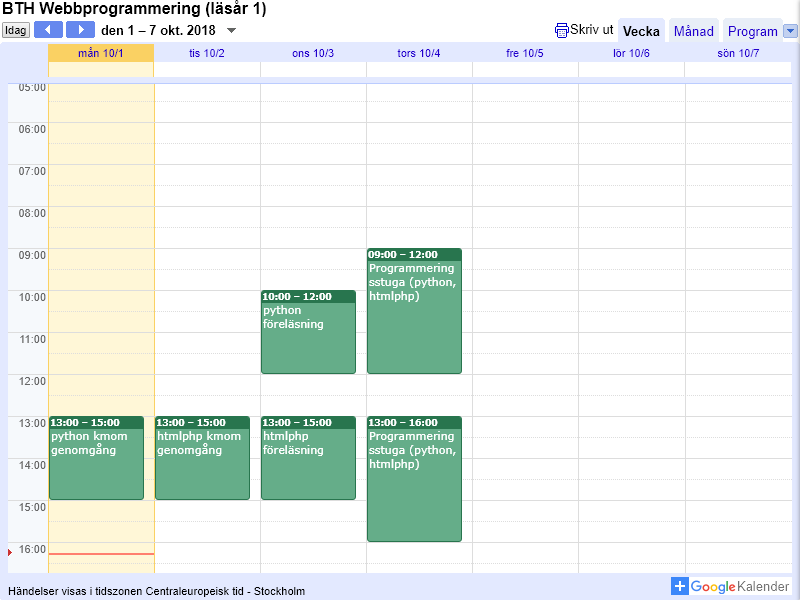 BTH Webbprogrammering (läsår 1)
Idag den 1 – 7 okt. 2018 Skriv ut Vecka Månad Program
mån 10/1 tis 10/2 ons 10/3 tors 10/4 fre 10/5 lör 10/6 sön 10/7
05:00
06:00
07:00
08:00
09:00
10:00
11:00
12:00
13:00
14:00
15:00
16:00
13:00 – 15:00
python kmom
genomgång
13:00 – 15:00
htmlphp kmom
genomgång
10:00 – 12:00
python
föreläsning
13:00 – 15:00
htmlphp
föreläsning
09:00 – 12:00
Programmering
sstuga (python,
htmlphp)
13:00 – 16:00
Programmering
sstuga (python,
htmlphp)
Händelser visas i tidszonen Centraleuropeisk tid - Stockholm
Google Kalender